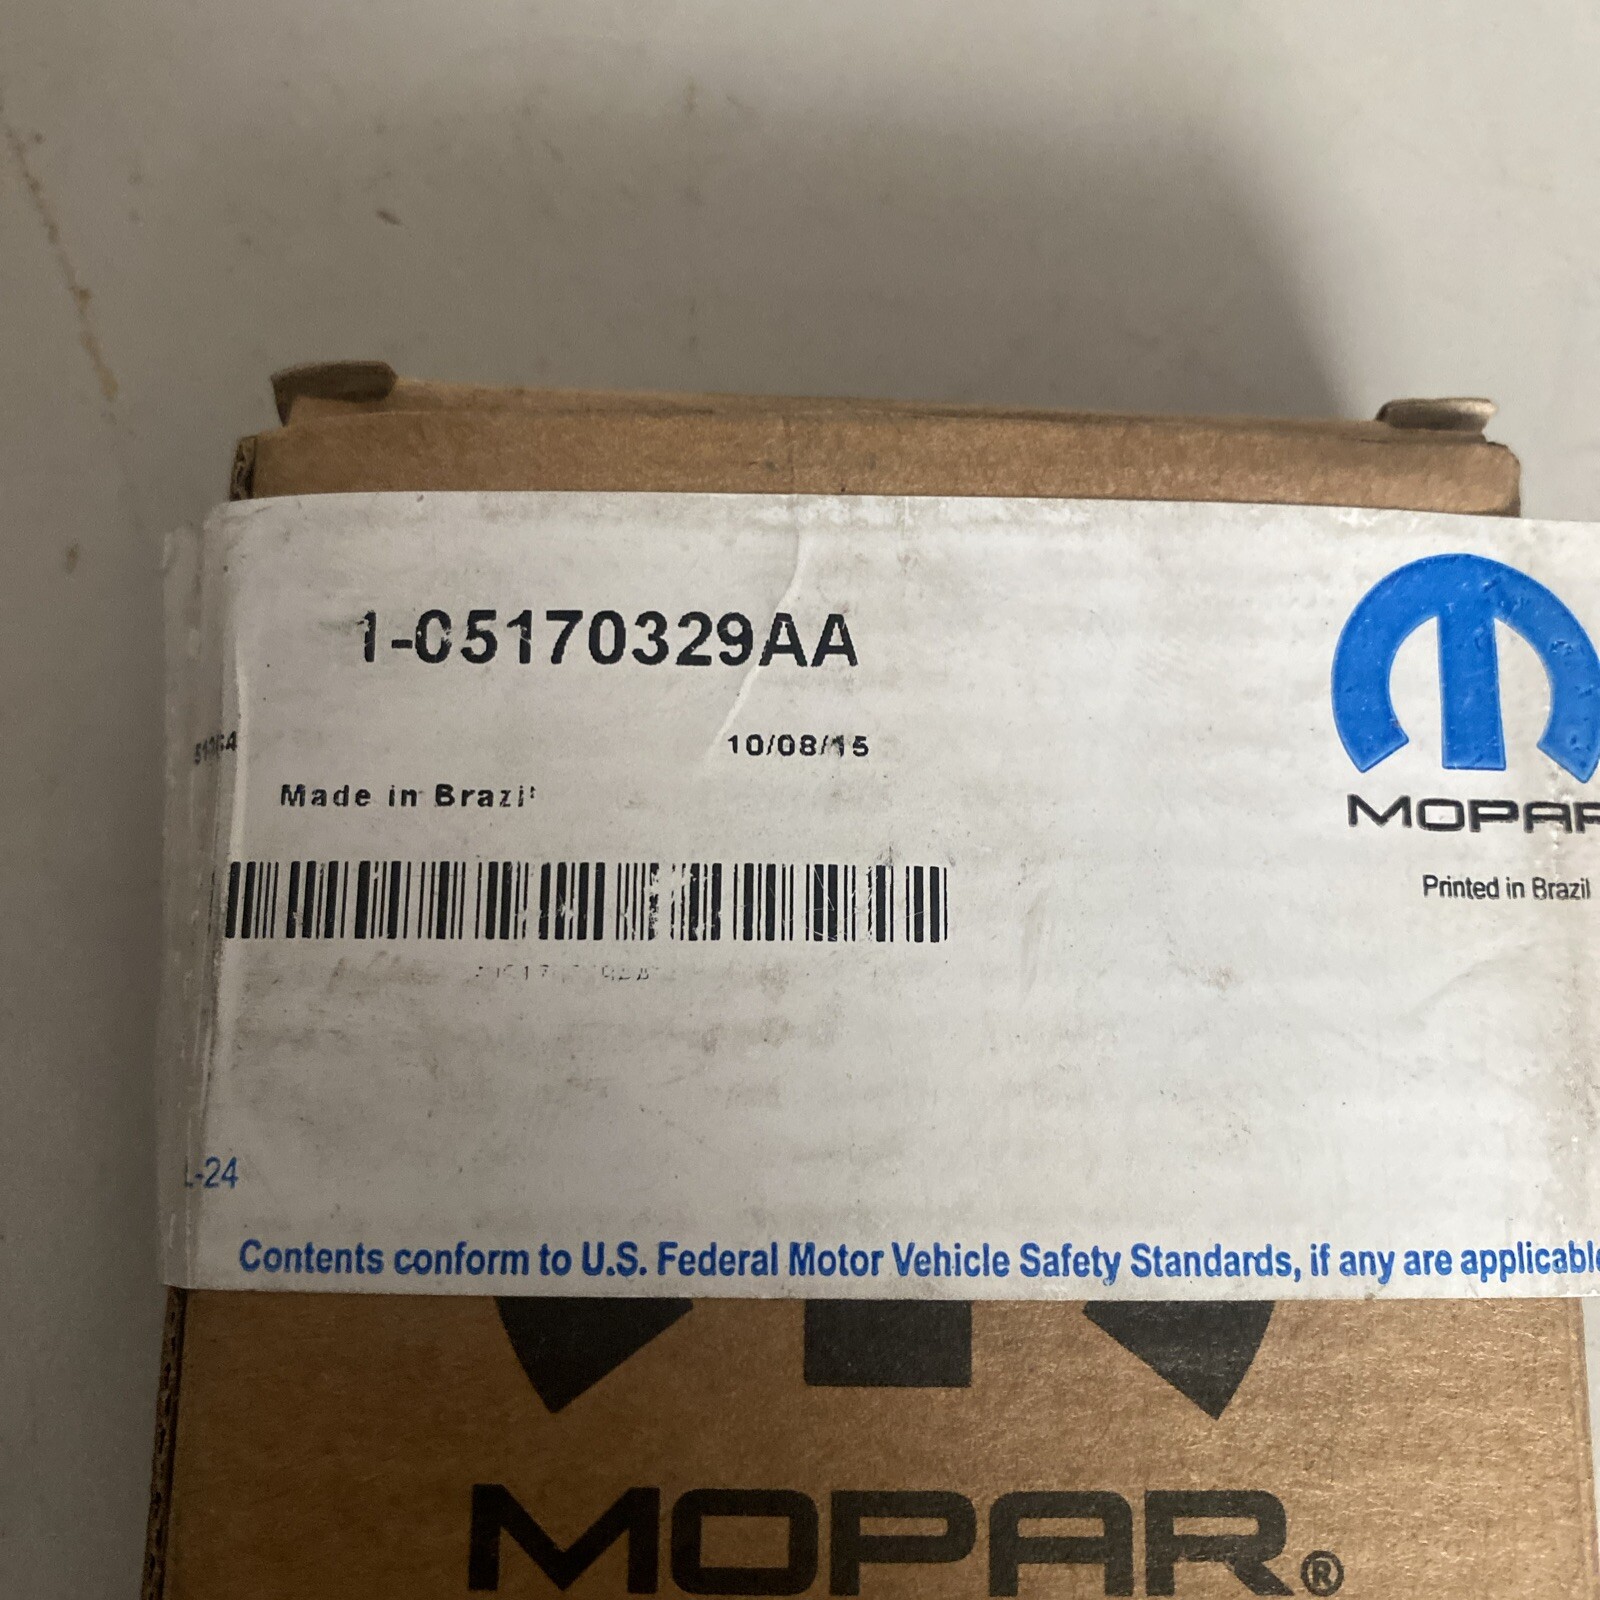 1-05170329AA
10/08/15
Made in Brazil
MOPAR
Printed in Brazil
L-24
Contents conform to U.S. Federal Motor Vehicle Safety Standards, if any are applicable
MOPAR®